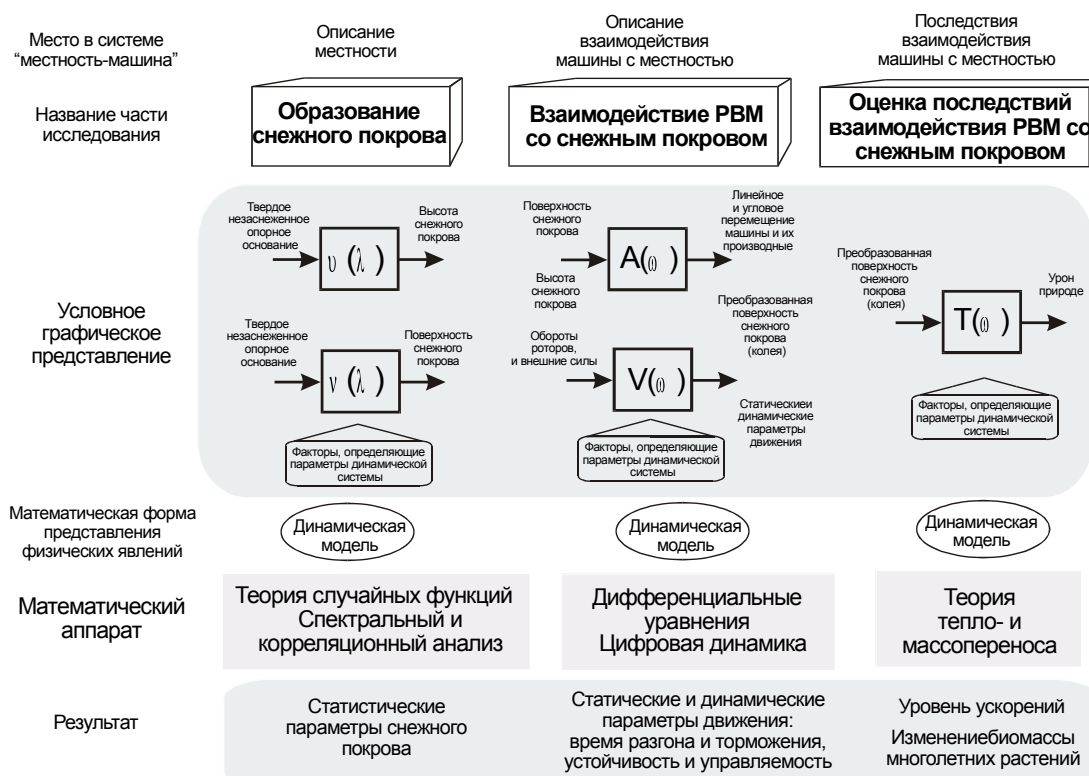 Место в системе
“местность-машина”
Описание
местности
Описание
взаимодействия
машины с местностью
Последствия
взаимодействия
машины с местностью
Название части
исследования
Образование
снежного покрова
Взаимодействие РВМ
со снежным покровом
Оценка последствий
взаимодействия РВМ со
снежным покровом
Условное
графическое
представление
Твердое
незаснеженное
опорное
основание
υ (λ )
Высота
снежного
покрова
Твердое
незаснеженное
опорное
основание
ν (λ )
Поверхность
снежного
покрова
Факторы, определяющие
параметры динамической
системы
Поверхность
снежного
покрова
Высота
снежного
покрова
A(ω )
Линейное
и угловое
перемещение
машины и их
производные
Преобразованная
поверхность
снежного
покрова
(колея)
Обороты
роторов,
и внешние силы
V(ω )
Статическиеи
динамические
параметры
движения
Факторы, определяющие
параметры динамической
системы
Преобразованная
поверхность
снежного
покрова
(колея)
T(ω )
Урон
природе
Факторы, определяющие
параметры динамической
системы
Математическая форма
представления
физических явлений
Динамическая
модель
Динамическая
модель
Динамическая
модель
Математический
аппарат
Теория случайных функций
Спектральный и
корреляционный анализ
Дифференциальные
уравнения
Цифровая динамика
Теория
тепло- и
массопереноса
Результат
Статистические
параметры снежного
покрова
Статические и динамические
параметры движения:
время разгона и торможения,
устойчивость и управляемость
Уровень ускорений
Изменениебиомассы
многолетних растений